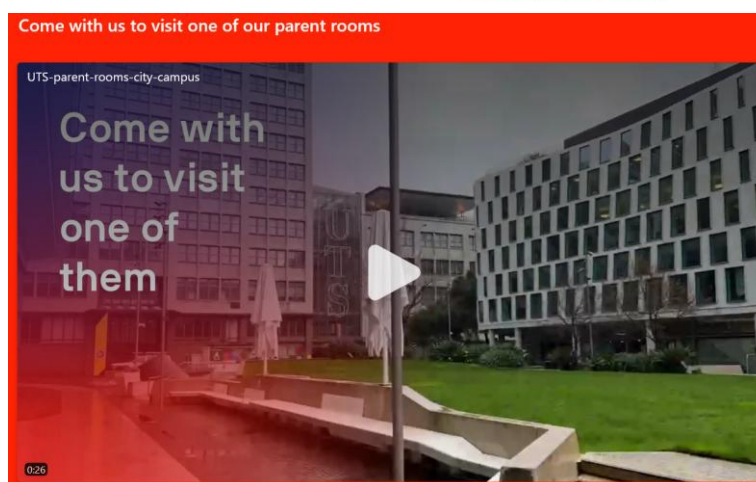 Come with us to visit one of our parent rooms
UTS-parent-rooms-city-campus
Come with
us to visit
one of
them
UTS
0:26